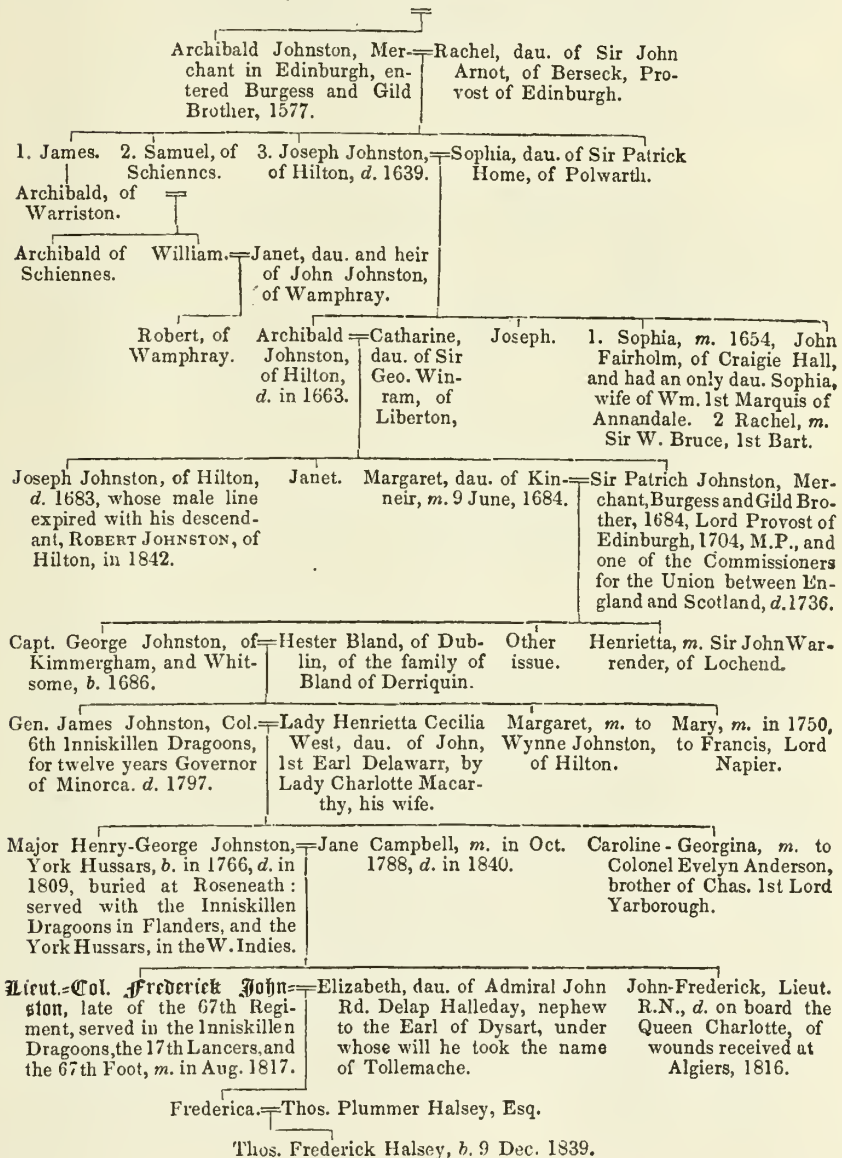 Archibald Johnston, Mer-
chant in Edinburgh, en-
tered Burgess and Gild
Brother, 1577.
Rachel, dau. of Sir John
Arnot, of Berseck, Pro-
vost of Edinburgh.
1. James.
2. Samuel, of
Schiennes.
3. Joseph Johnston,
of Hilton, d. 1639.
Sophia, dau. of Sir Patrick
Home, of Polwarth.
Archibald, of
Warriston.
Archibald of
Schiennes.
William.
Janet, dau. and heir
of John Johnston,
of Wamphray.
Robert, of
Wamphray.
Archibald
Johnston,
of Hilton,
d. in 1663.
Catharine,
dau. of Sir
Geo. Win-
ram, of
Liberton,
Joseph.
1. Sophia, m. 1654, John
Fairholm, of Craigie Hall,
and had an only dau. Sophia,
wife of Wm. 1st Marquis of
Annandale. 2 Rachel, m.
Sir W. Bruce, 1st Bart.
Joseph Johnston, of Hilton,
d. 1683, whose male line
expired with his descend-
ant, ROBERT JOHNSTON, of
Hilton, in 1842.
Janet.
Margaret, dau. of Kin-
neir, m. 9 June, 1684.
Sir Patrich Johnston, Mer-
chant, Burgess and Gild Bro-
ther, 1684, Lord Provost of
Edinburgh, 1704, M.P., and
one of the Commissioners
for the Union between En-
gland and Scotland, d. 1736.
Capt. George Johnston, of
Kimmergham, and Whit-
some, b. 1686.
Hester Bland, of Dub-
lin, of the family of
Bland of Derriquin.
Other
issue.
Henrietta, m. Sir John War-
render, of Lochend.
Gen. James Johnston, Col.
6th Inniskillen Dragoons,
for twelve years Governor
of Minorca. d. 1797.
Lady Henrietta Cecilia
West, dau. of John,
1st Earl Delawarr, by
Lady Charlotte Macar-
thy, his wife.
Margaret, m. to
Wynne Johnston,
of Hilton.
Mary, m. in 1750,
to Francis, Lord
Napier.
Major Henry-George Johnston,
York Hussars, b. in 1766, d. in
1809, buried at Roseneath :
served with the Inniskillen
Dragoons in Flanders, and the
York Hussars, in the W. Indies.
Jane Campbell, m. in Oct.
1788, d. in 1840.
Caroline - Georgina, m. to
Colonel Evelyn Anderson,
brother of Chas. 1st Lord
Yarborough.
Lieut.-Col. Frederick John-
ston, late of the 67th Regi-
ment, served in the Inniskillen
Dragoons, the 17th Lancers, and
the 67th Foot, m. in Aug. 1817.
Elizabeth, dau. of Admiral John
Rd. Delap Halleday, nephew
to the Earl of Dysart, under
whose will he took the name
of Tollemache.
John-Frederick, Lieut.
R.N., d. on board the
Queen Charlotte, of
wounds received at
Algiers, 1816.
Frederica.
Thos. Plummer Halsey, Esq.
Thos. Frederick Halsey, b. 9 Dec. 1839.